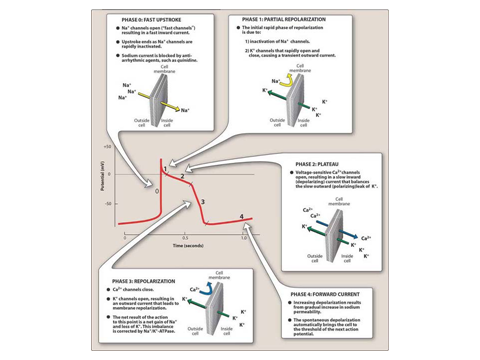 PHASE 0: FAST UPSTROKE
● Na⁺ channels open ("fast channels")
resulting in a fast inward current.
● Upstroke ends as Na⁺ channels are
rapidly inactivated.
● Sodium current is blocked by anti-
arrhythmic agents, such as quinidine.
Cell
membrane
Na⁺
Na⁺
Na⁺
Outside
cell
Inside
cell
PHASE 1: PARTIAL REPOLARIZATION
● The initial rapid phase of repolarization
is due to:
1) inactivation of Na⁺ channels.
2) K⁺ channels that rapidly open and
close, causing a transient outward current.
Cell
membrane
Na⁺
K⁺
K⁺
K⁺
K⁺
Outside
cell
Inside
cell
PHASE 2: PLATEAU
● Voltage-sensitive Ca²⁺channels
open, resulting in a slow inward
(depolarizing) current that balances
the slow outward (polarizing)leak of K⁺.
Cell
membrane
Ca²⁺
Ca²⁺
Ca²⁺
Ca²⁺
K⁺
K⁺
K⁺
Outside
cell
Inside
cell
+50
0
-50
Potential (mV)
0
1
2
3
4
0.5
1.0
Time (seconds)
PHASE 3: REPOLARIZATION
● Ca²⁺ channels close.
● K⁺ channels open, resulting in
an outward current that leads to
membrane repolarization.
● The net result of the action
to this point is a net gain of Na⁺
and loss of K⁺. This imbalance
is corrected by Na⁺/K⁺-ATPase.
Cell
membrane
Ca²⁺
K⁺
K⁺
K⁺
K⁺
Outside
cell
Inside
cell
PHASE 4: FORWARD CURRENT
● Increasing depolarization results
from gradual increase in sodium
permeability.
● The spontaneous depolarization
automatically brings the cell to
the threshold of the next action
potential.